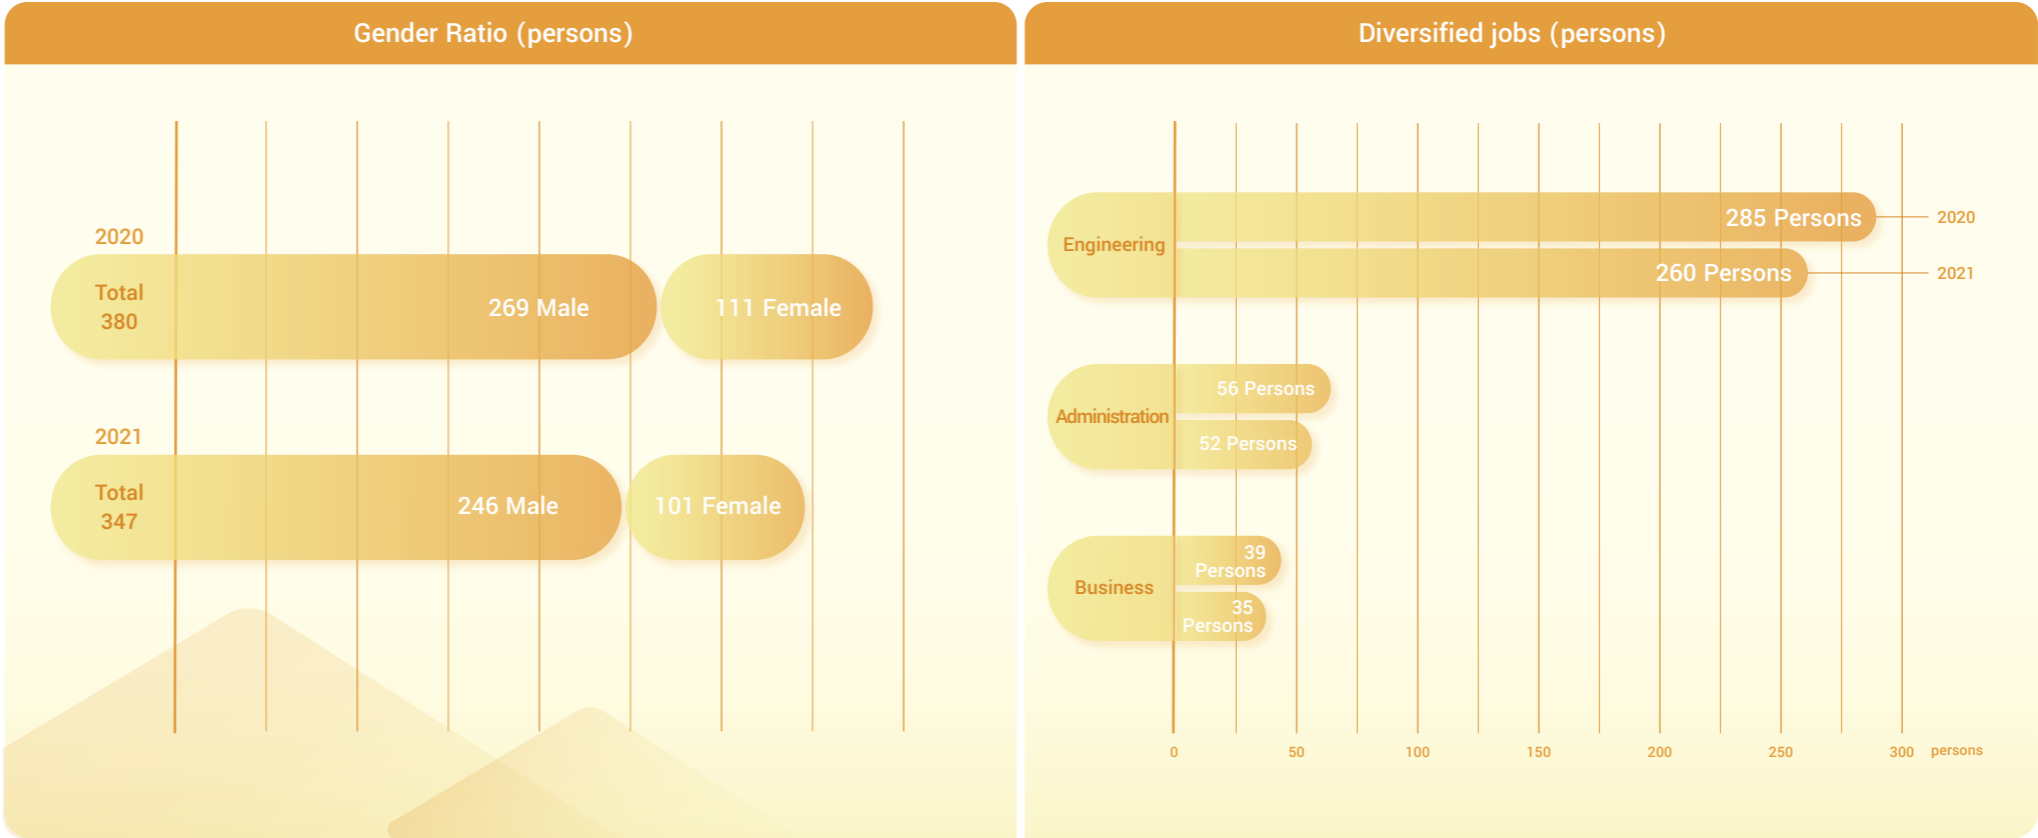 Gender Ratio (persons)
2020
Total
380
269 Male
111 Female
2021
Total
347
246 Male
101 Female
Diversified jobs (persons)
Engineering
285 Persons
2020
260 Persons
2021
Administration
56 Persons
52 Persons
Business
39
Persons
35
Persons
0
50
100
150
200
250
300
persons